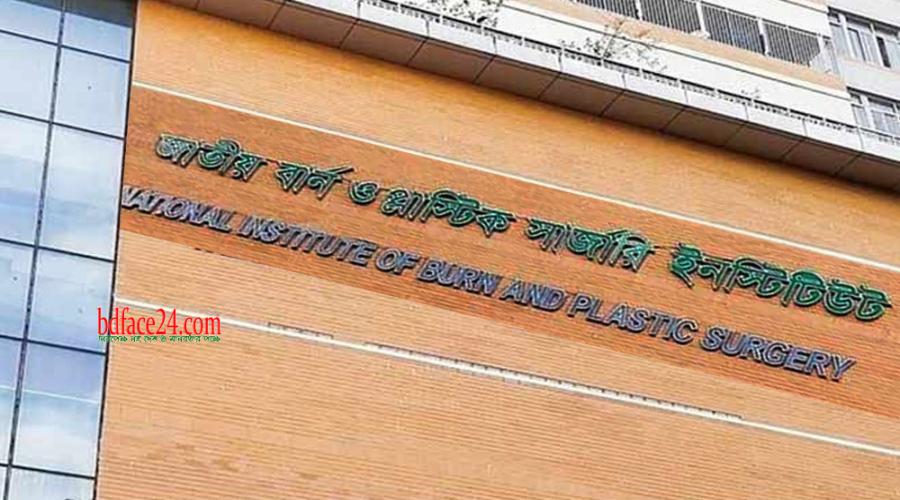 জাতীয় বার্ন ও প্লাস্টিক সার্জারি ইনস্টিটিউট
NATIONAL INSTITUTE OF BURN AND PLASTIC SURGERY
bdface24.com